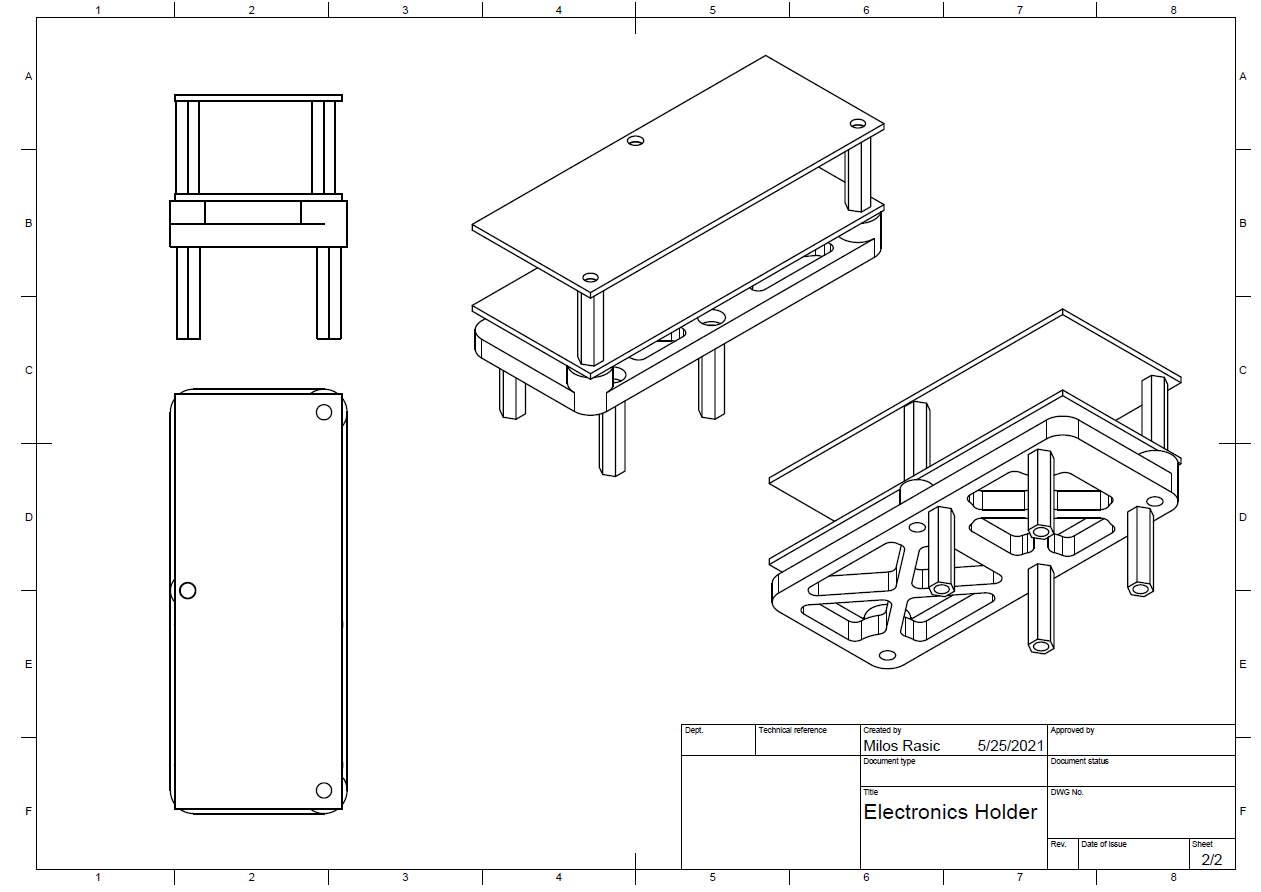 1 2 3 4 5 6 7 8
A A
B B
C C
D D
E E
Dept. Technical reference Created by Approved by
Milos Rasic 5/25/2021
Document type Document status
Title DWG No.
Electronics Holder
F F
Rev. Date of issue Sheet
2/2
1 2 3 4 5 6 7 8